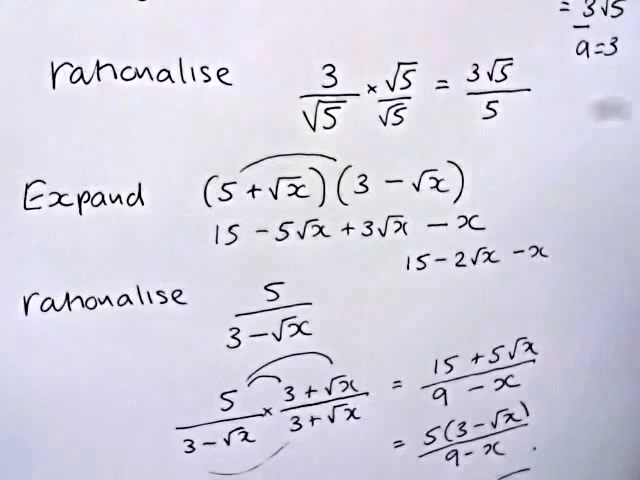 = 3√5
a=3
rationalise 3/√5 × √5/√5 = 3√5/5
Expand (5 + √x)(3 − √x)
15 − 5√x + 3√x − x
15 − 2√x − x
rationalise 5/(3 − √x)
5/(3 − √x) × (3 + √x)/(3 + √x) = (15 + 5√x)/(9 − x)
= 5(3 − √x)/(9 − x) .